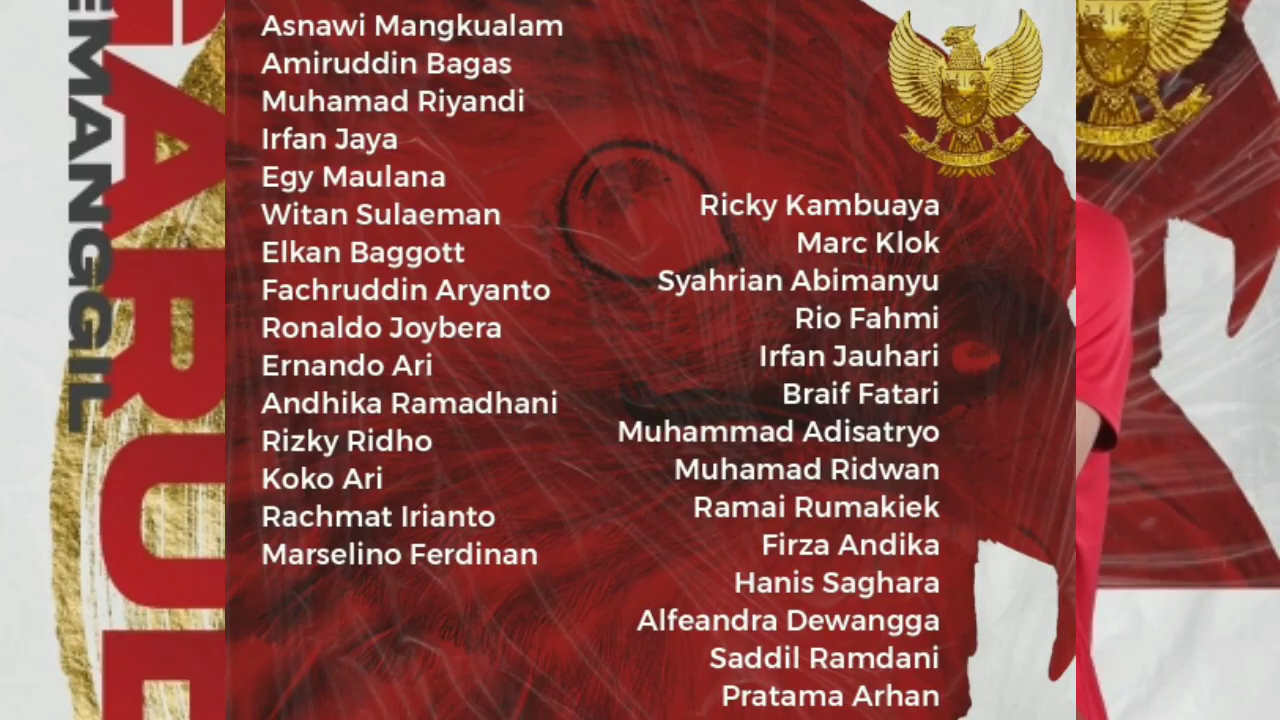 EMANGGIL
GARUD
Asnawi Mangkualam
Amiruddin Bagas
Muhamad Riyandi
Irfan Jaya
Egy Maulana
Witan Sulaeman
Elkan Baggott
Fachruddin Aryanto
Ronaldo Joybera
Ernando Ari
Andhika Ramadhani
Rizky Ridho
Koko Ari
Rachmat Irianto
Marselino Ferdinan
Ricky Kambuaya
Marc Klok
Syahrian Abimanyu
Rio Fahmi
Irfan Jauhari
Braif Fatari
Muhammad Adisatryo
Muhamad Ridwan
Ramai Rumakiek
Firza Andika
Hanis Saghara
Alfeandra Dewangga
Saddil Ramdani
Pratama Arhan